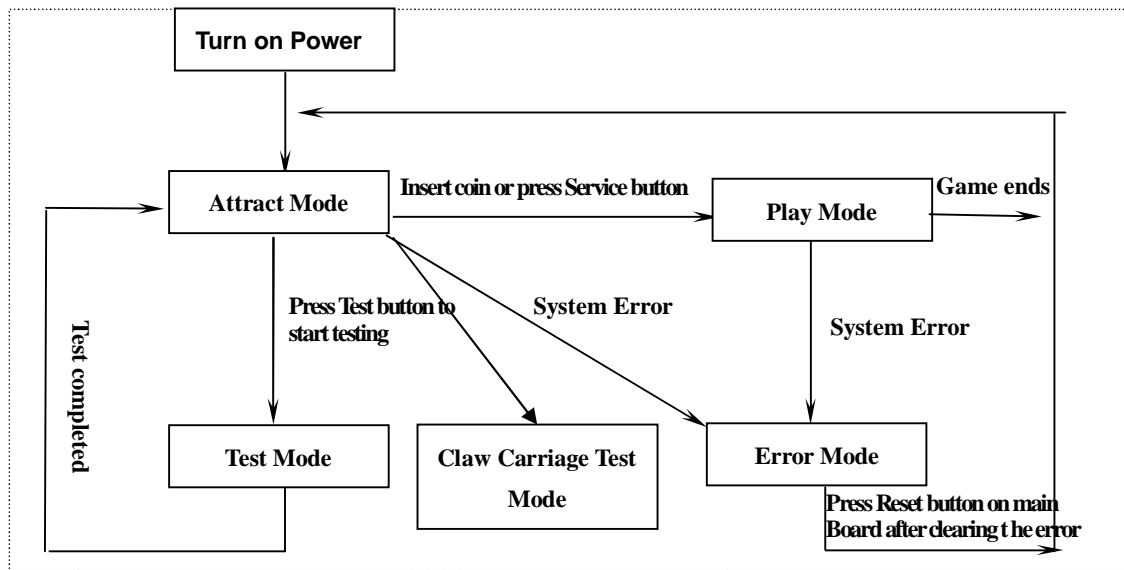 Turn on Power
Attract Mode
Insert coin or press Service button
Play Mode
Game ends
Press Test button to
start testing
System Error
System Error
Test completed
Test Mode
Claw Carriage Test
Mode
Error Mode
Press Reset button on main
Board after clearing t he error